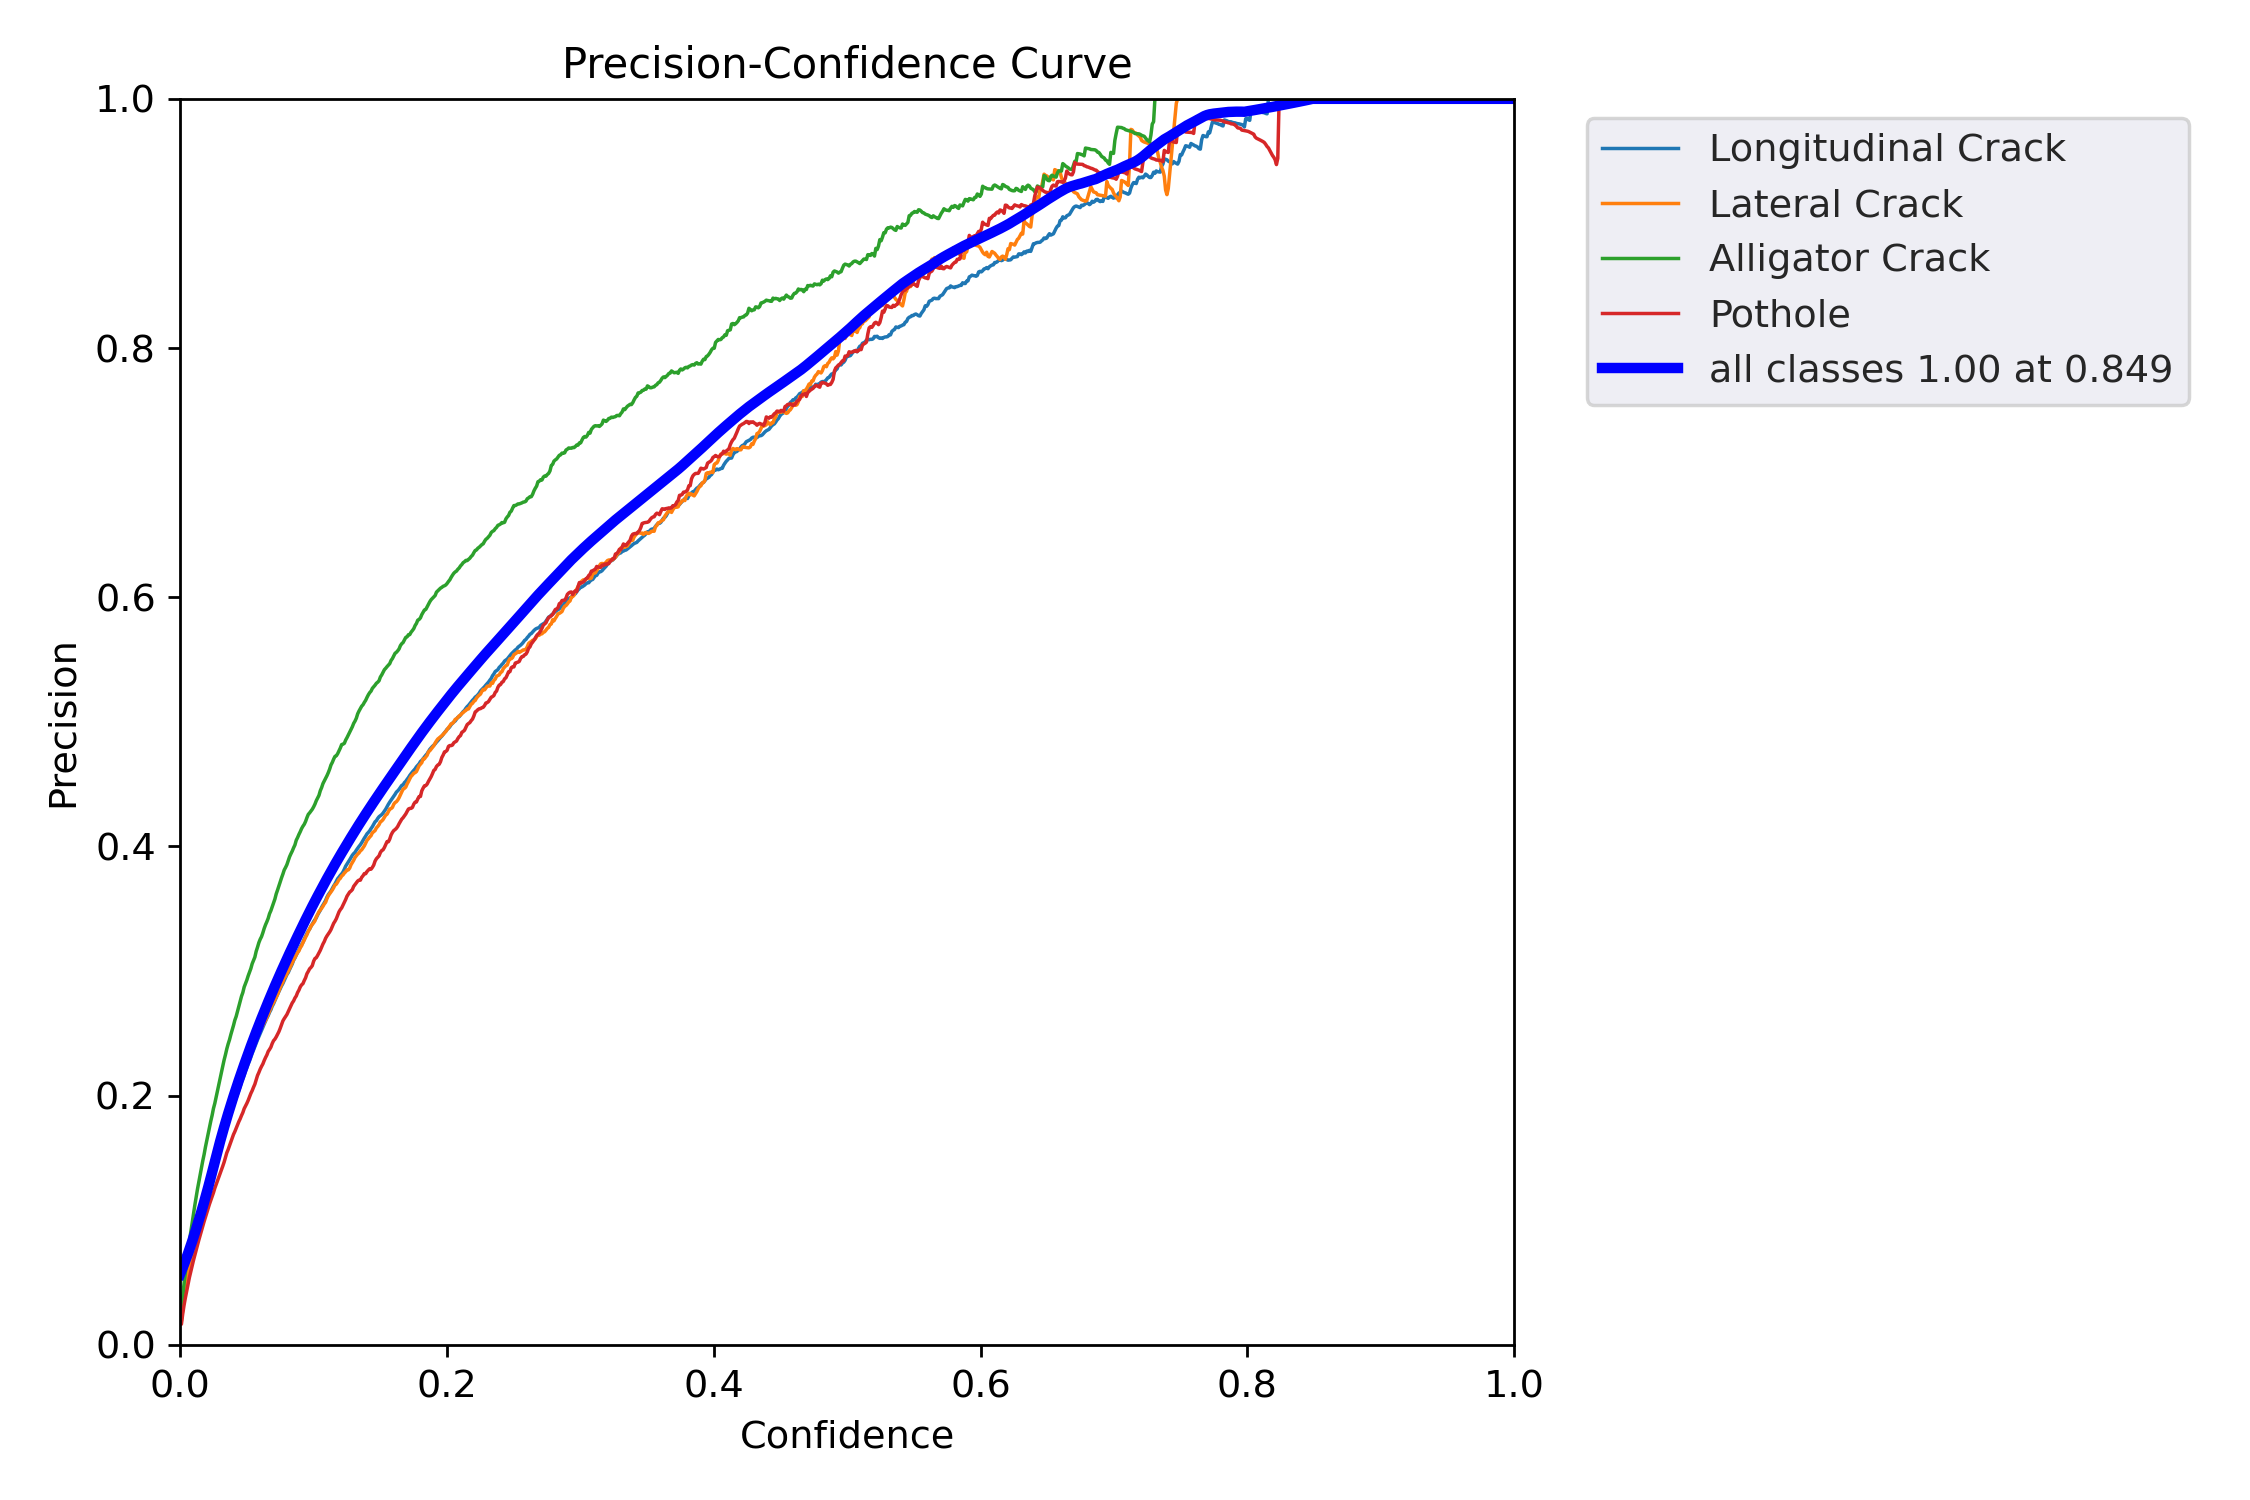 Precision-Confidence Curve
1.0
0.8
0.6
0.4
0.2
0.0
Precision
0.0 0.2 0.4 0.6 0.8 1.0
Confidence
Longitudinal Crack
Lateral Crack
Alligator Crack
Pothole
all classes 1.00 at 0.849